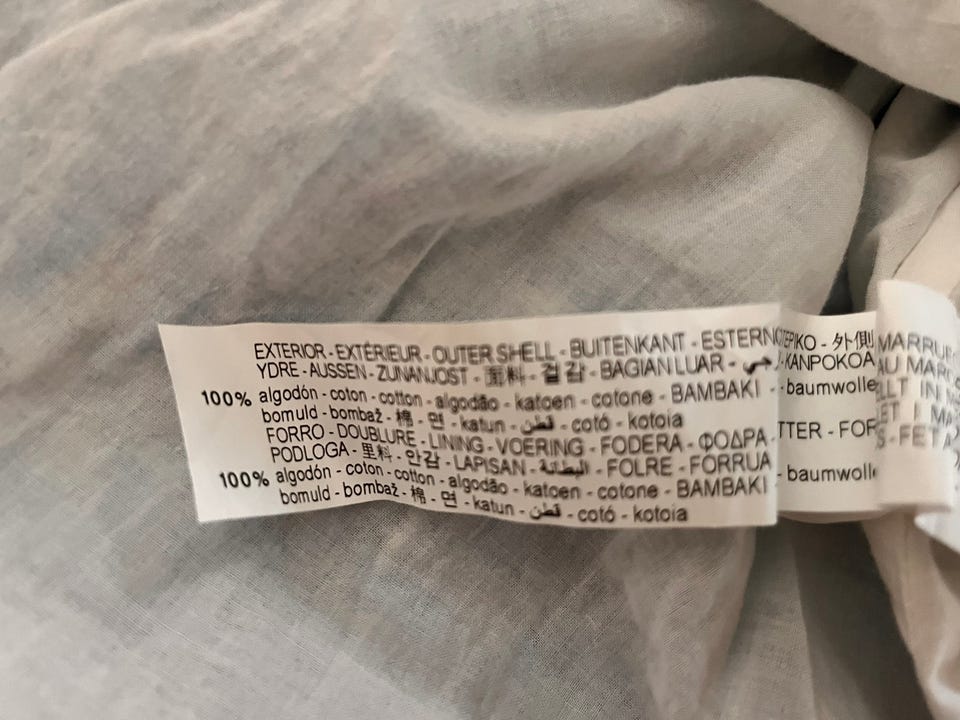 EXTERIOR - EXTÉRIEUR - OUTER SHELL - BUITENKANT - ESTERNO
YDRE - AUSSEN - ZUNANJOST - 面料 - 겉감 - BAGIAN LUAR -
100% algodón - coton - cotton - algodão - katoen - cotone - BAMBAKI -
bomuld - bombaž - 棉 - 면 - katun - قطن - cotó - kotoia
FORRO - DOUBLURE - LINING - VOERING - FODERA - ΦΟΔΡΑ -
PODLOGA - 里料 - 안감 - LAPISAN - البطانة - FOLRE - FORRUA
100% algodón - coton - cotton - algodão - katoen - cotone - BAMBAKI
bomuld - bombaž - 棉 - 면 - katun - قطن - cotó - kotoia
- 外側
- KANPOKOA
- baumwolle
- baumwolle